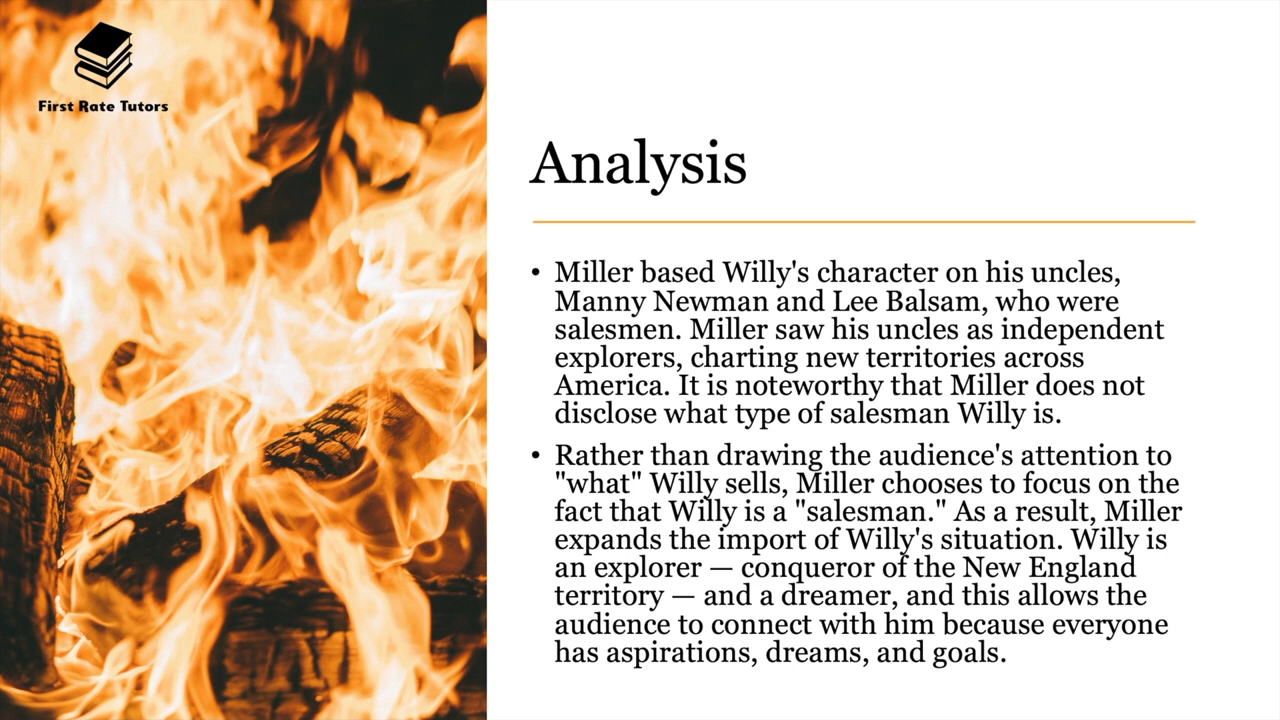 First Rate Tutors
Analysis
• Miller based Willy's character on his uncles,
Manny Newman and Lee Balsam, who were
salesmen. Miller saw his uncles as independent
explorers, charting new territories across
America. It is noteworthy that Miller does not
disclose what type of salesman Willy is.
• Rather than drawing the audience's attention to
"what" Willy sells, Miller chooses to focus on the
fact that Willy is a "salesman." As a result, Miller
expands the import of Willy's situation. Willy is
an explorer — conqueror of the New England
territory — and a dreamer, and this allows the
audience to connect with him because everyone
has aspirations, dreams, and goals.